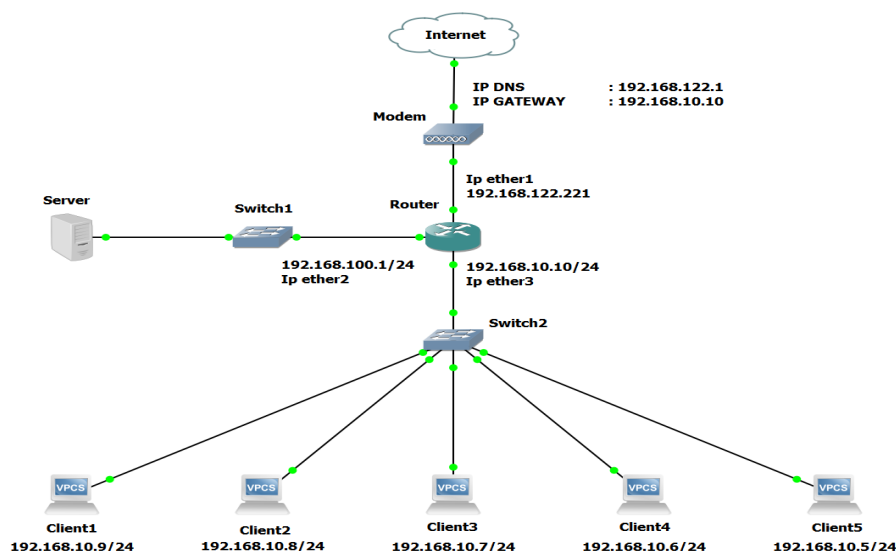 Internet
IP DNS : 192.168.122.1
IP GATEWAY : 192.168.10.10
Modem
Ip ether1
192.168.122.221
Server
Switch1
Router
192.168.100.1/24
Ip ether2
192.168.10.10/24
Ip ether3
Switch2
VPCS
VPCS
VPCS
VPCS
VPCS
Client1
192.168.10.9/24
Client2
192.168.10.8/24
Client3
192.168.10.7/24
Client4
192.168.10.6/24
Client5
192.168.10.5/24